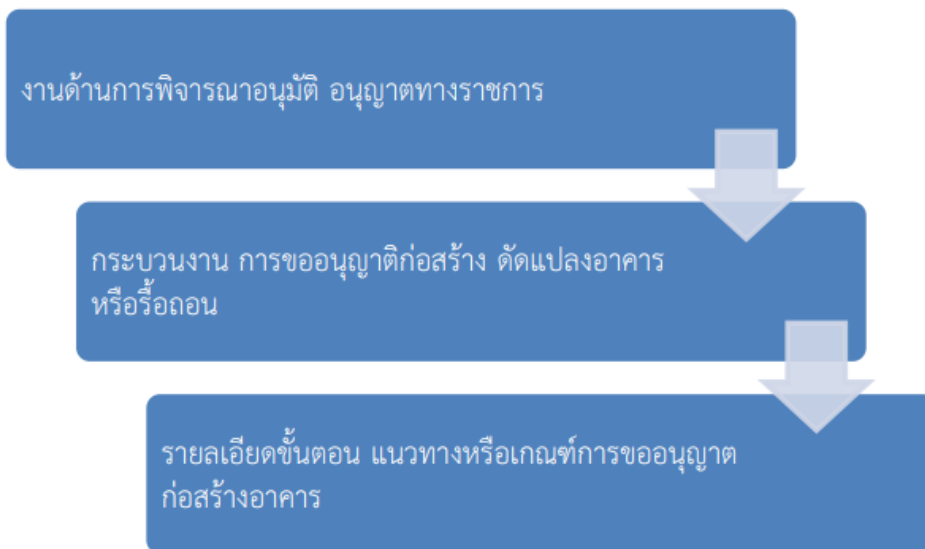 งานด้านการพิจารณาอนุมัติ อนุญาตทางราชการ
กระบวนงาน การขออนุญาติก่อสร้าง ดัดแปลงอาคาร
หรือรื้อถอน
รายลเอียดขั้นตอน แนวทางหรือเกณฑ์การขออนุญาต
ก่อสร้างอาคาร